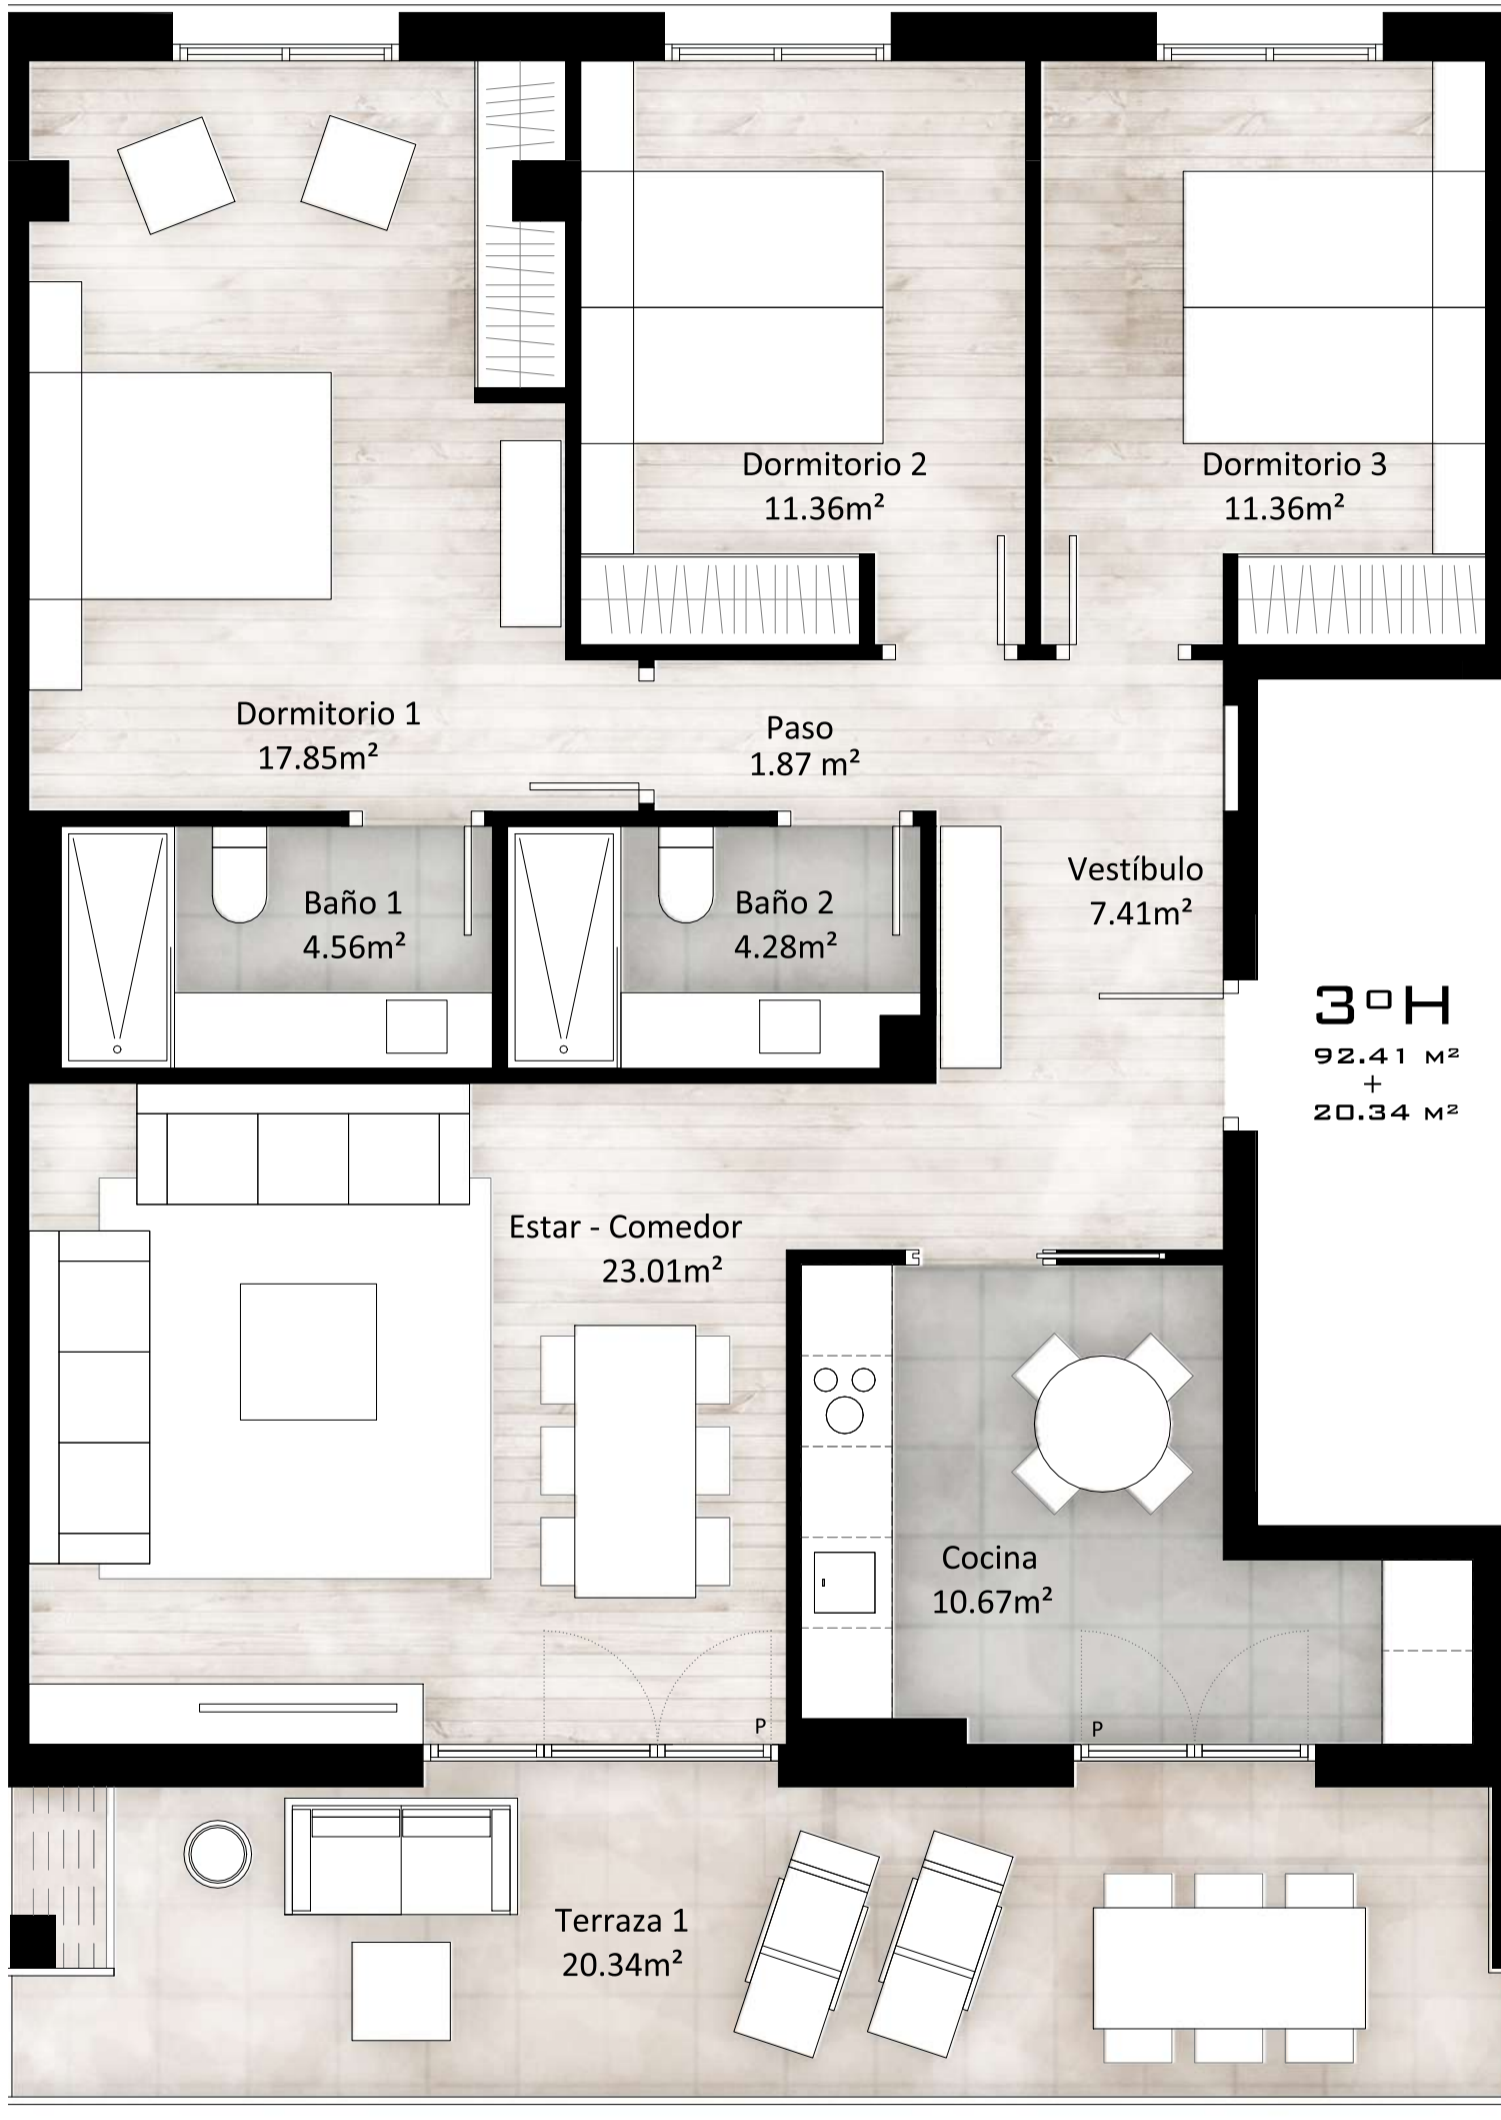 Dormitorio 2
11.36m²
Dormitorio 3
11.36m²
Dormitorio 1
17.85m²
Paso
1.87 m²
Vestíbulo
7.41m²
Baño 1
4.56m²
Baño 2
4.28m²
3ºH
92.41 M²
+
20.34 M²
Estar - Comedor
23.01m²
Cocina
10.67m²
P
P
Terraza 1
20.34m²